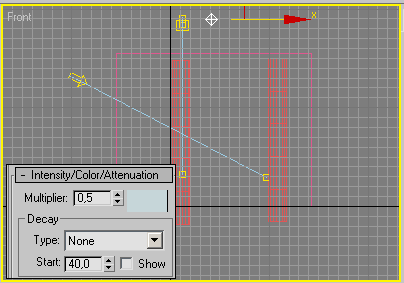 Front
x
- Intensity/Color/Attenuation
Multiplier: 0,5
Decay
Type: None
Start: 40,0 Show